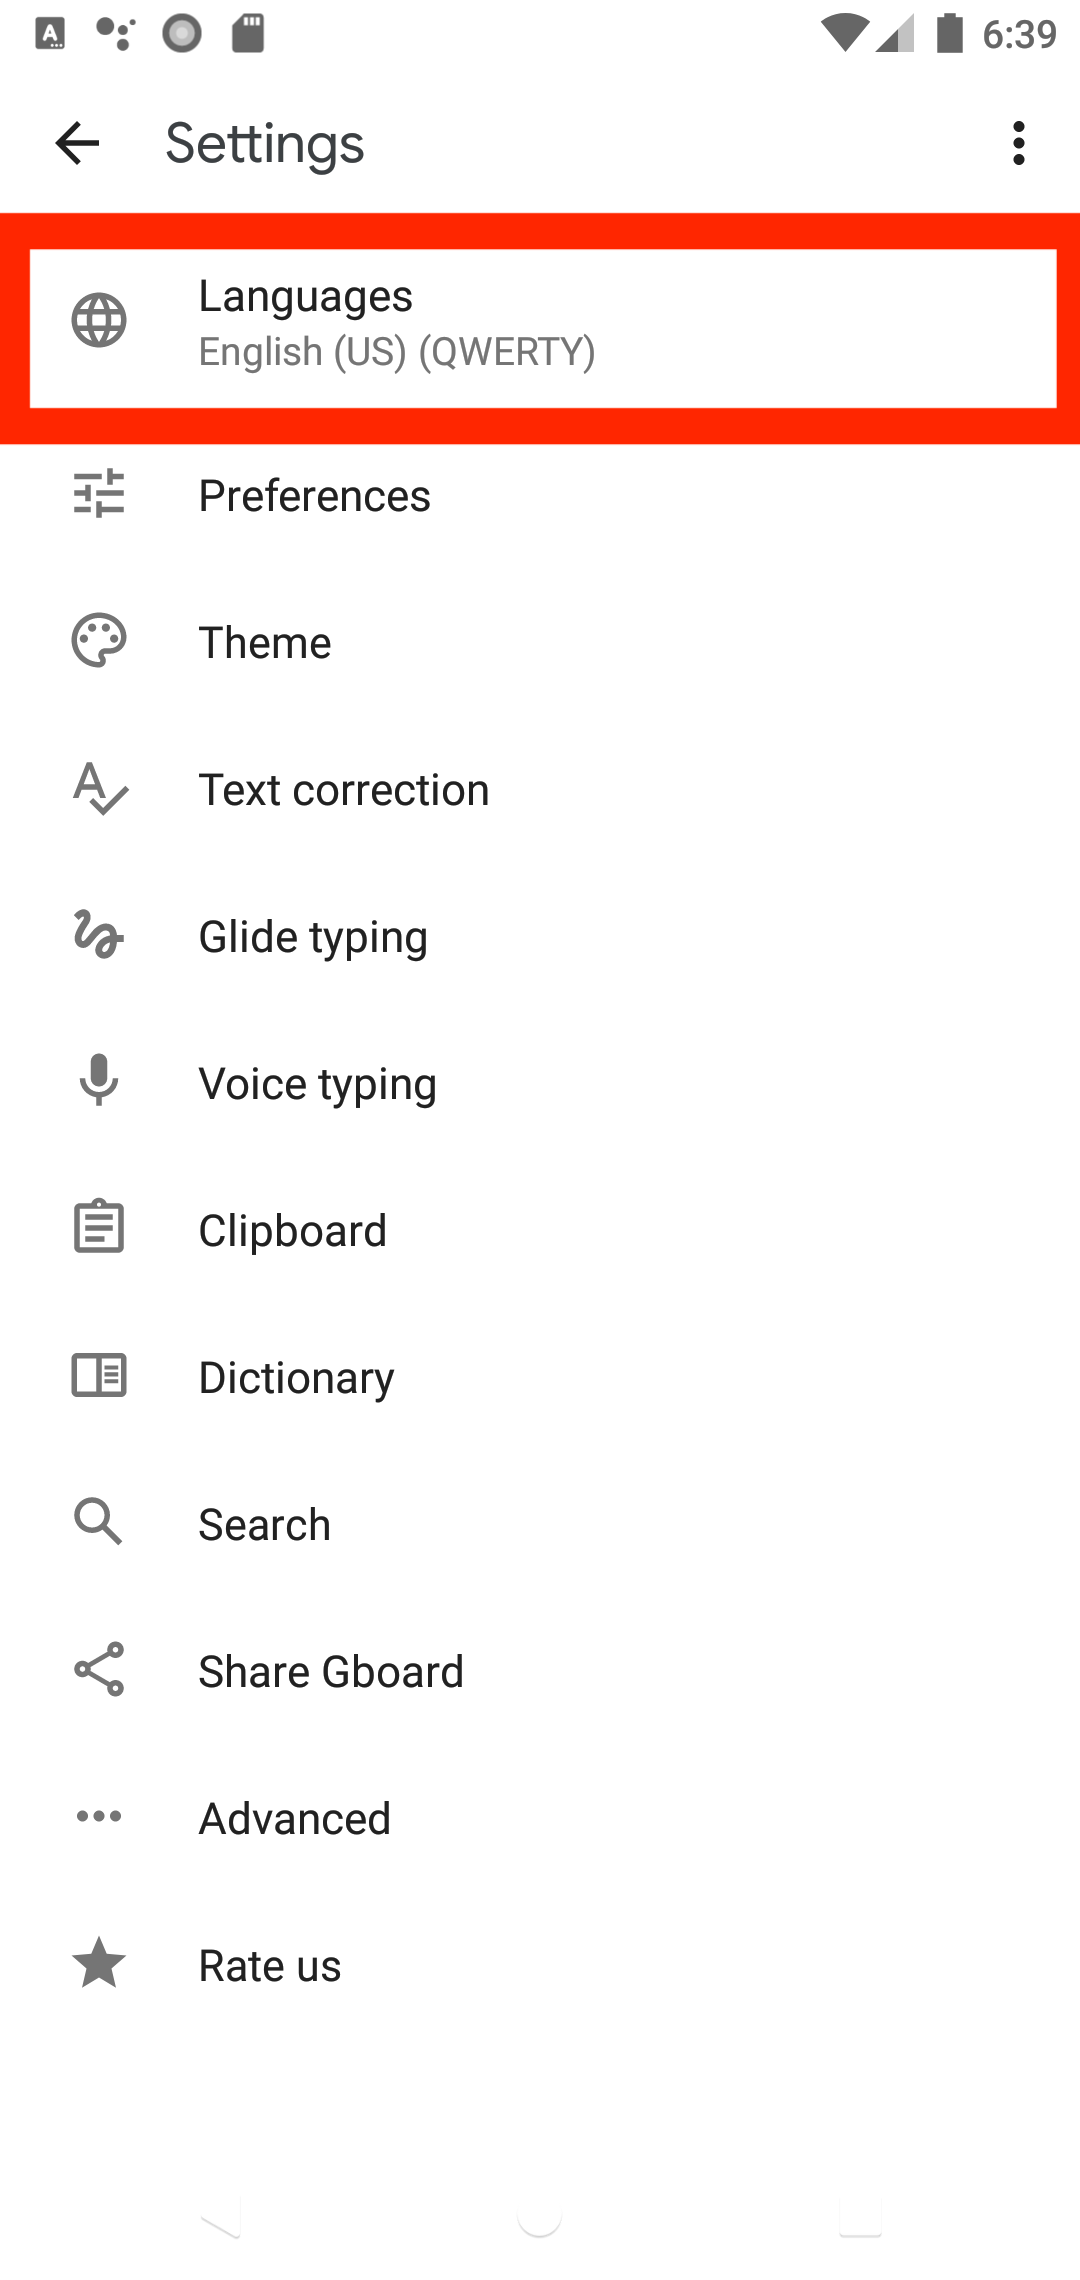 6:39
Settings
Languages
English (US) (QWERTY)
Preferences
Theme
Text correction
Glide typing
Voice typing
Clipboard
Dictionary
Search
Share Gboard
Advanced
Rate us